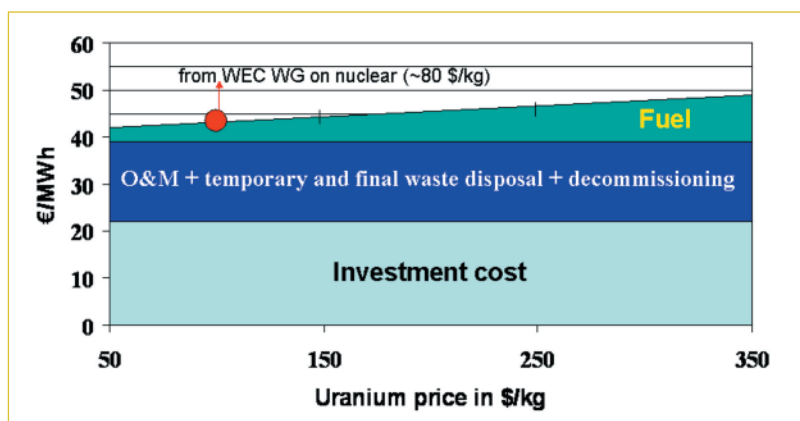 60
50
40
30
20
10
0
€/MWh
from WEC WG on nuclear (~80 $/kg)
Fuel
O&M + temporary and final waste disposal + decommissioning
Investment cost
50 150 250 350
Uranium price in $/kg